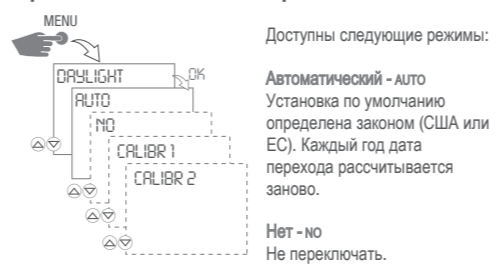 MENU
DAYLIGHT
OK
AUTO
NO
CALIBR 1
CALIBR 2
Доступны следующие режимы:
Автоматический - AUTO
Установка по умолчанию
определена законом (США или
ЕС). Каждый год дата
перехода рассчитывается
заново.
Нет - NO
Не переключать.